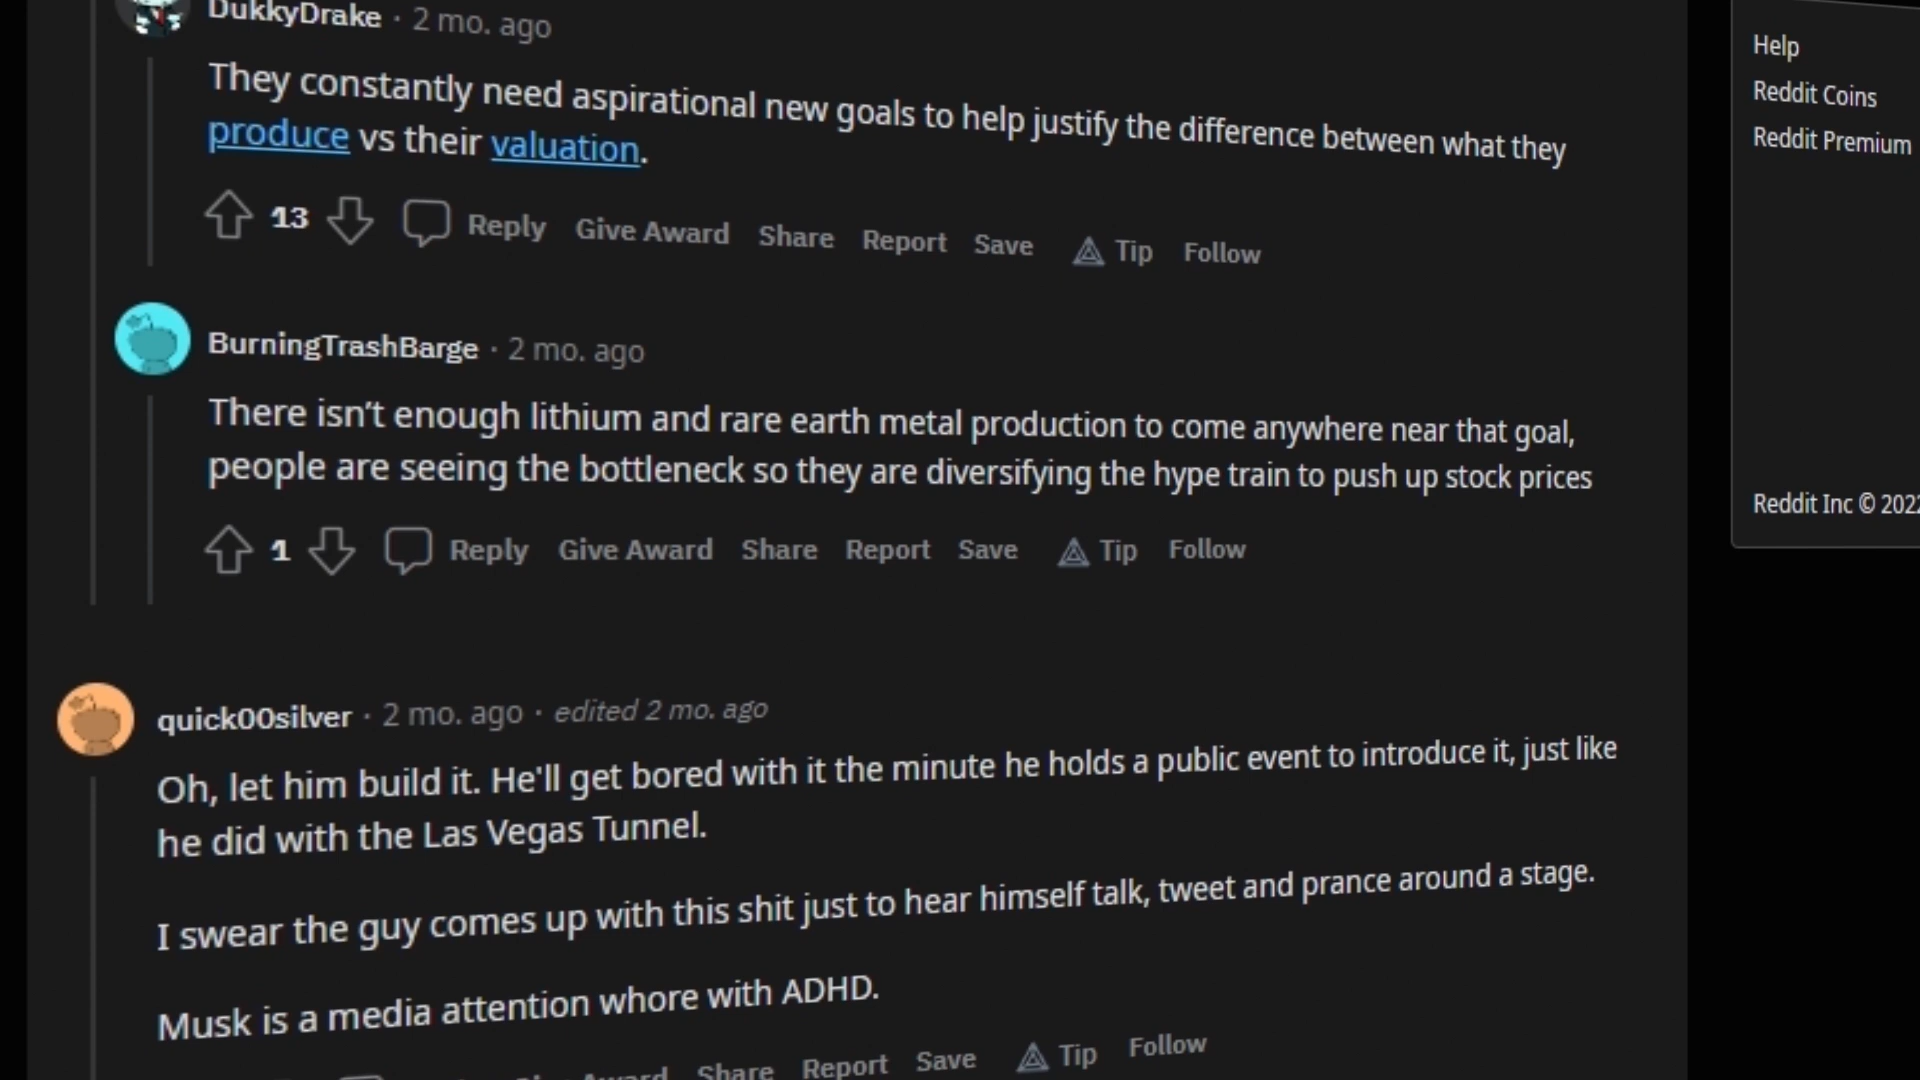 DukkyDrake · 2 mo. ago
They constantly need aspirational new goals to help justify the difference between what they
produce vs their valuation.
13 Reply Give Award Share Report Save Tip Follow
BurningTrashBarge · 2 mo. ago
There isn't enough lithium and rare earth metal production to come anywhere near that goal,
people are seeing the bottleneck so they are diversifying the hype train to push up stock prices
1 Reply Give Award Share Report Save Tip Follow
quick00silver · 2 mo. ago · edited 2 mo. ago
Oh, let him build it. He'll get bored with it the minute he holds a public event to introduce it, just like
he did with the Las Vegas Tunnel.
I swear the guy comes up with this shit just to hear himself talk, tweet and prance around a stage.
Musk is a media attention whore with ADHD.
Give Award Share Report Save Tip Follow
Help
Reddit Coins
Reddit Premium
Reddit Inc © 2022